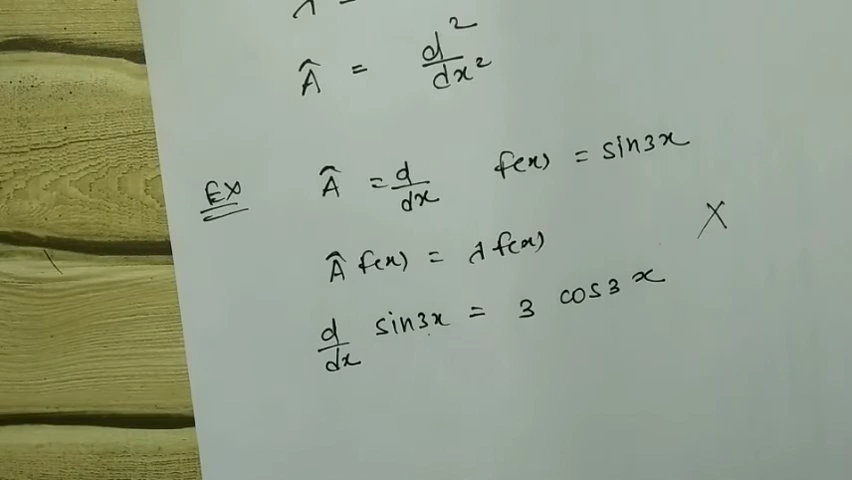 Â = d²/dx²
Ex Â = d/dx f(x) = sin3x
Â f(x) = λ f(x) X
d/dx sin3x = 3 cos3x